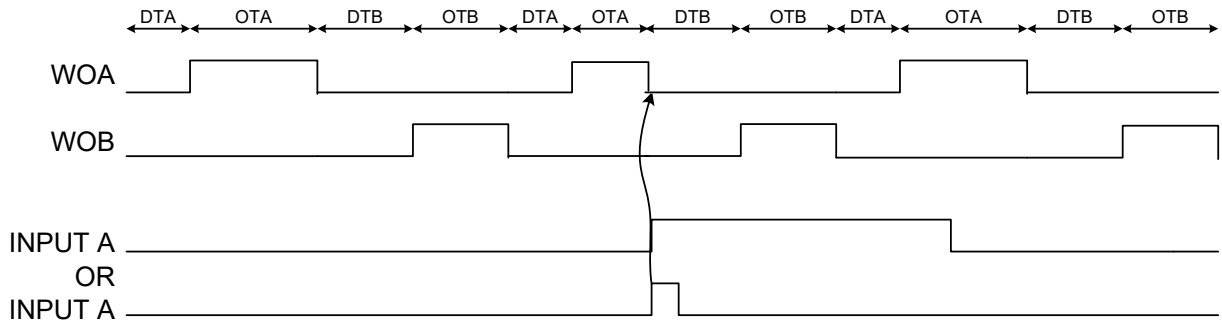 DTA OTA DTB OTB DTA OTA DTB OTB DTA OTA DTB OTB
WOA
WOB
INPUT A
OR
INPUT A